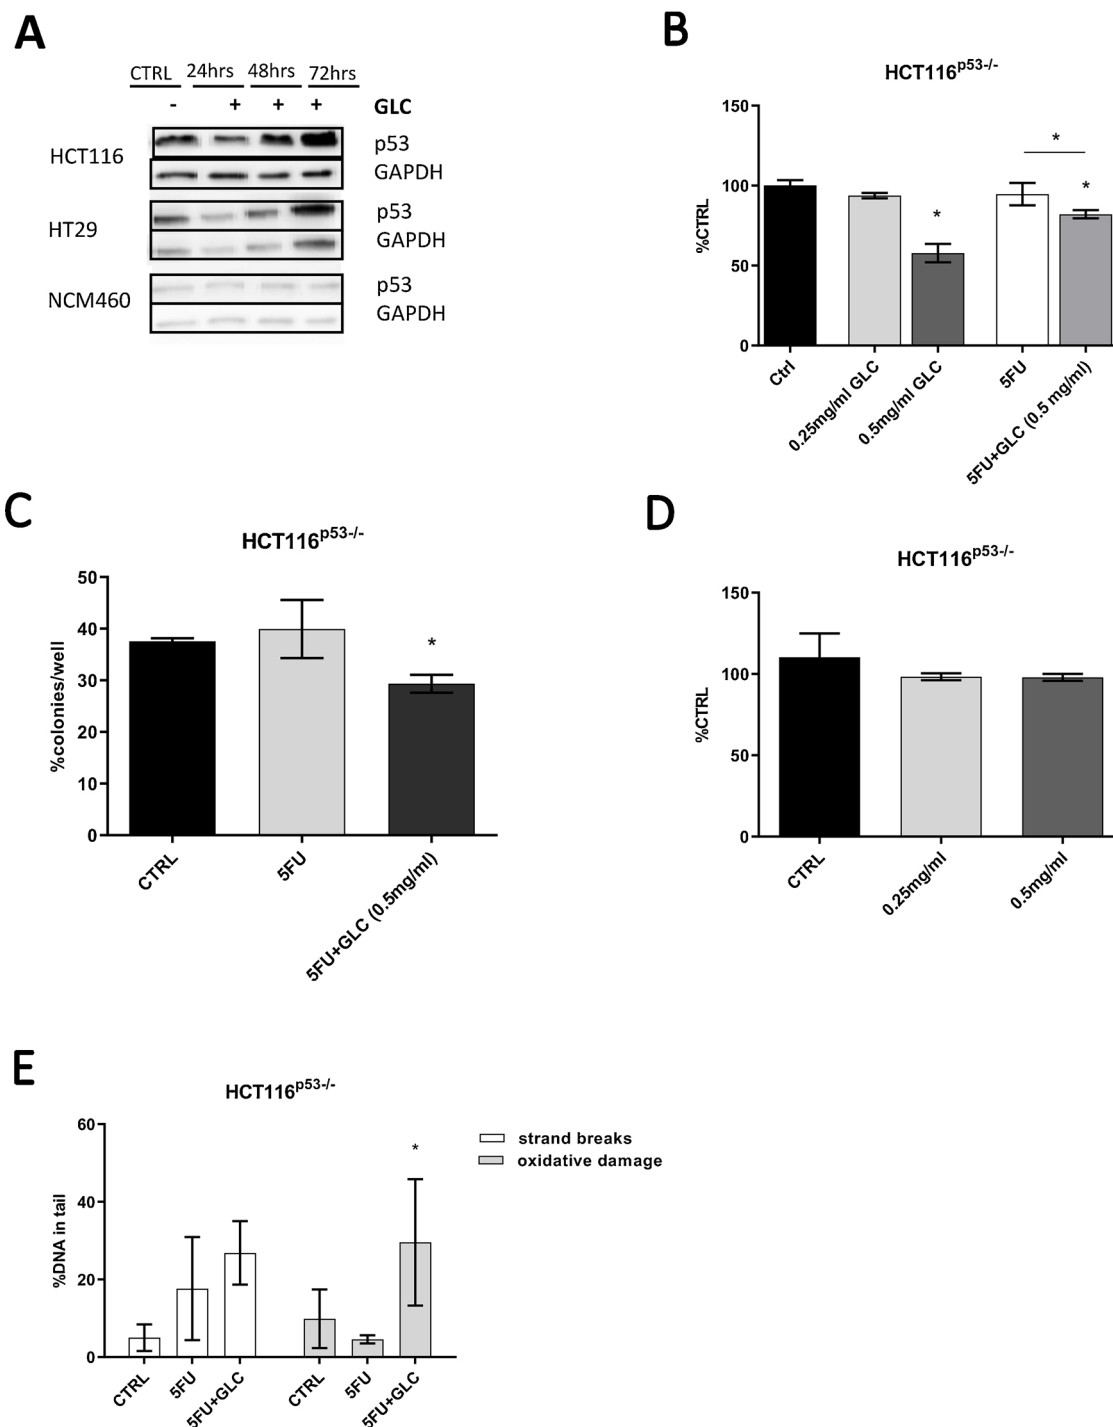 A
CTRL 24hrs 48hrs 72hrs
- + + + GLC
HCT116
p53
GAPDH
HT29
p53
GAPDH
NCM460
p53
GAPDH
B
HCT116p53-/-
150
100
50
0
%CTRL
*
*
*
Ctrl
0.25mg/ml GLC
0.5mg/ml GLC
5FU
5FU+GLC (0.5 mg/ml)
C
HCT116p53-/-
50
40
30
20
10
0
%colonies/well
*
CTRL
5FU
5FU+GLC (0.5mg/ml)
D
HCT116p53-/-
150
100
50
0
%CTRL
CTRL
0.25mg/ml
0.5mg/ml
E
HCT116p53-/-
60
40
20
0
%DNA in tail
*
strand breaks
oxidative damage
CTRL
5FU
5FU+GLC
CTRL
5FU
5FU+GLC